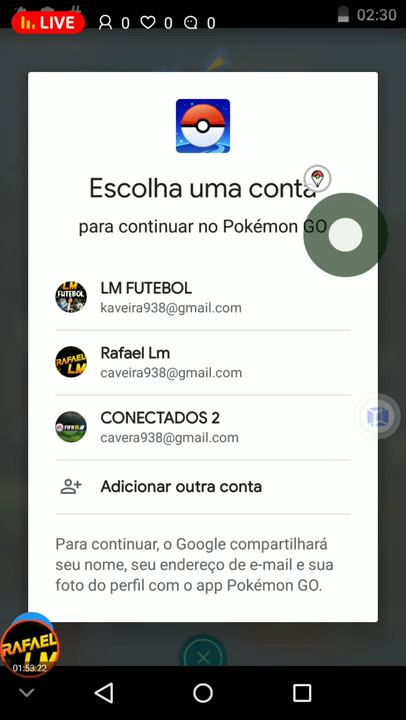 LIVE 0 0 0 02:30
Escolha uma conta
para continuar no Pokémon GO
LM FUTEBOL
kaveira938@gmail.com
Rafael Lm
caveira938@gmail.com
CONECTADOS 2
cavera938@gmail.com
Adicionar outra conta
Para continuar, o Google compartilhará
seu nome, seu endereço de e-mail e sua
foto do perfil com o app Pokémon GO.
RAFAEL
LM
01:53:22